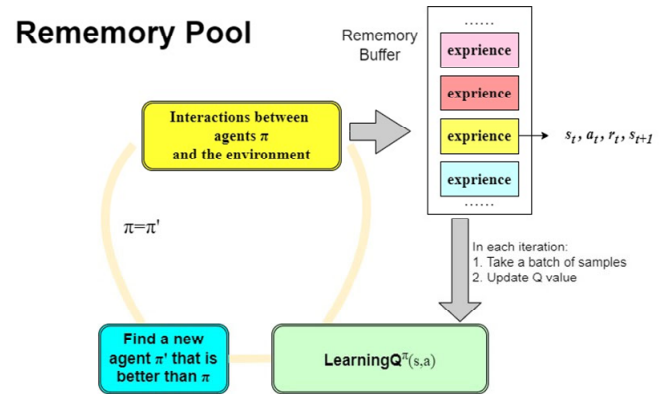 Rememory Pool
Rememory
Buffer
......
exprience
exprience
exprience
exprience
......
s_t, a_t, r_t, s_{t+1}
Interactions between
agents π
and the environment
π=π'
In each iteration:
1. Take a batch of samples
2. Update Q value
Find a new
agent π' that is
better than π
LearningQ^π(s,a)